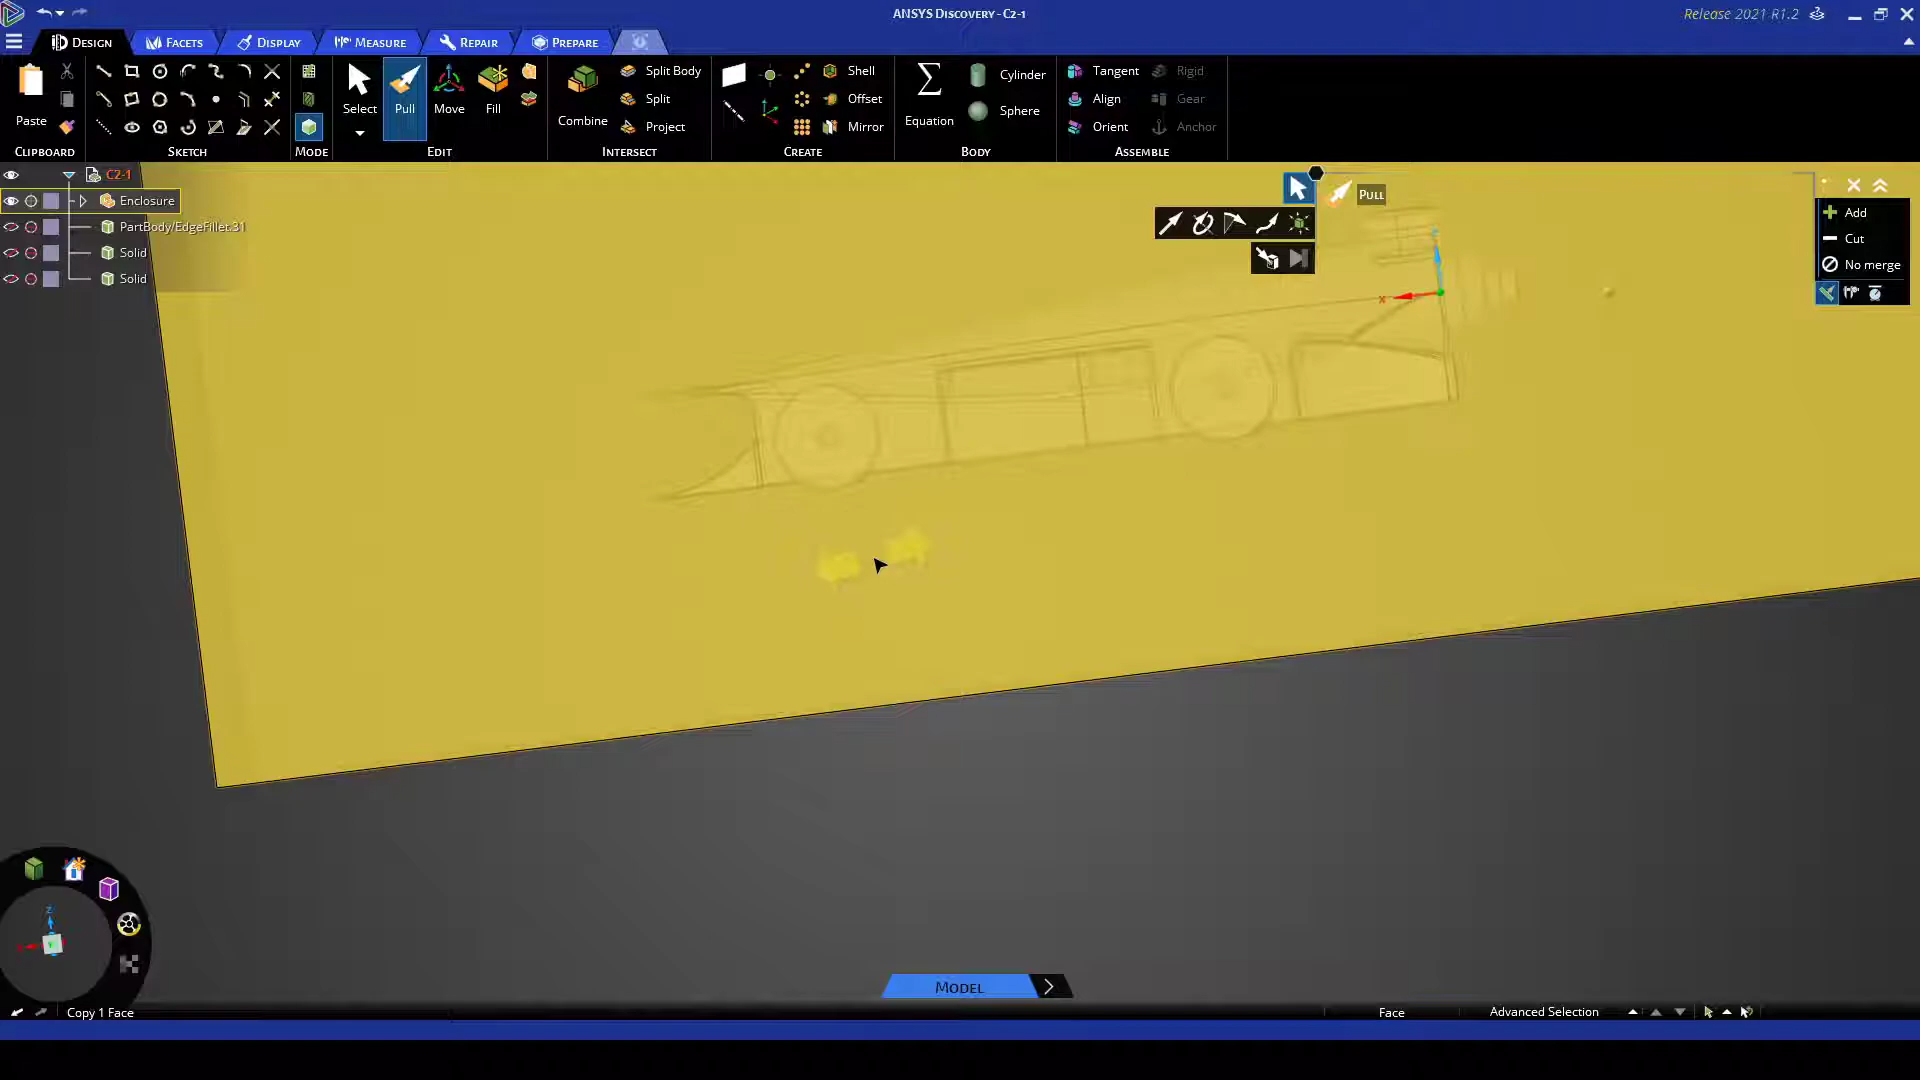 ANSYS Discovery - C2-1
Release 2021 R1.2
Design
Facets
Display
Measure
Repair
Prepare
Paste
Select
Pull
Move
Fill
Combine
Split Body
Split
Project
Shell
Offset
Mirror
Equation
Cylinder
Sphere
Tangent
Align
Orient
Rigid
Gear
Anchor
Clipboard
Sketch
Mode
Edit
Intersect
Create
Body
Assemble
C2-1
Enclosure
PartBody/EdgeFillet.31
Solid
Solid
Pull
Add
Cut
No merge
X
Z
Model
Copy 1 Face
Face
Advanced Selection